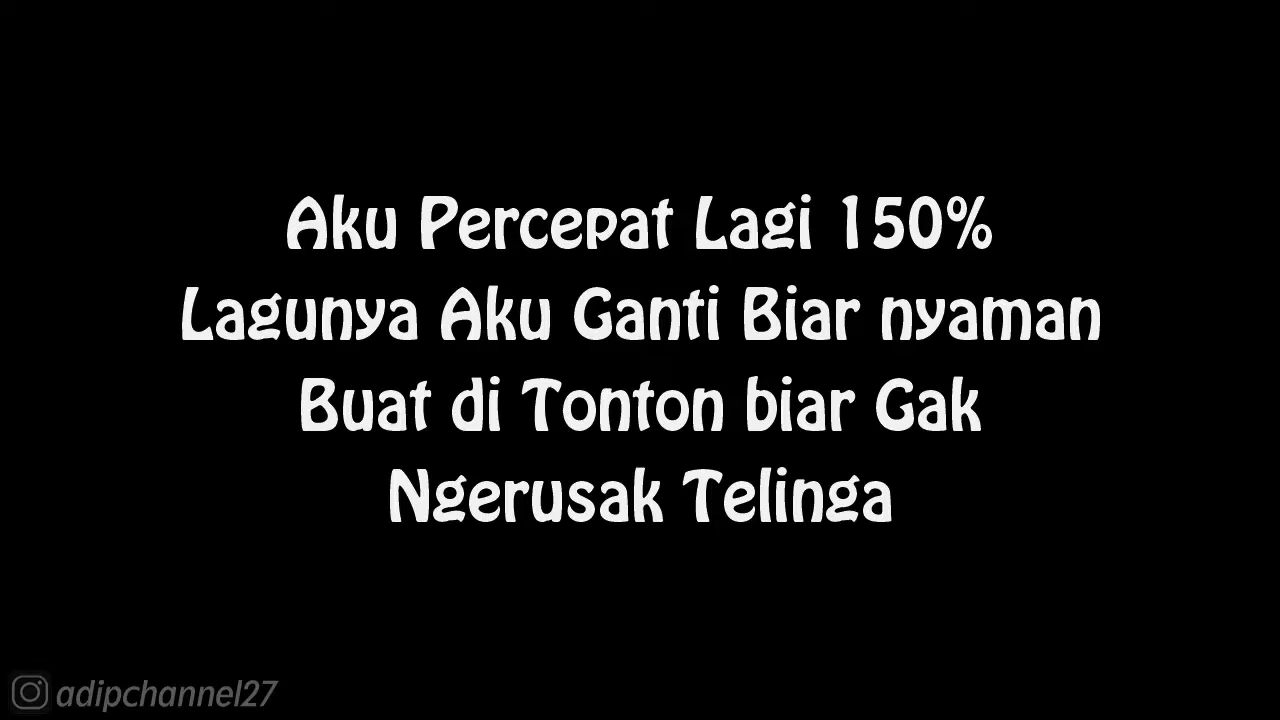 Aku Percepat Lagi 150%
Lagunya Aku Ganti Biar nyaman
Buat di Tonton biar Gak
Ngerusak Telinga
adipchannel27